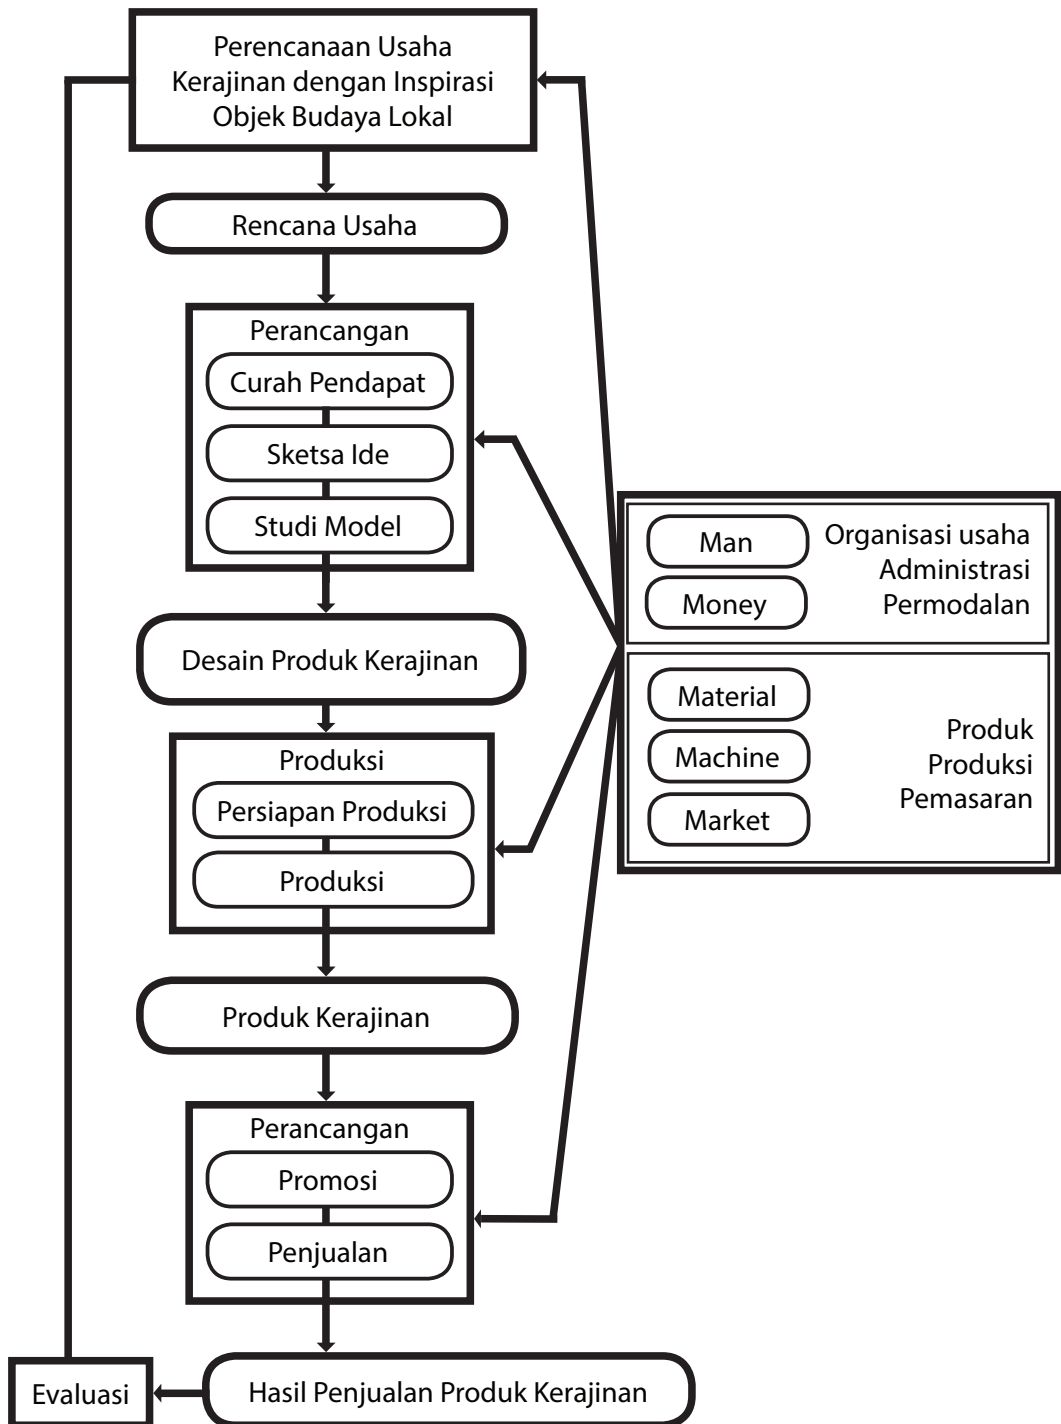 Perencanaan Usaha
Kerajinan dengan Inspirasi
Objek Budaya Lokal
Rencana Usaha
Perancangan
Curah Pendapat
Sketsa Ide
Studi Model
Desain Produk Kerajinan
Produksi
Persiapan Produksi
Produksi
Produk Kerajinan
Perancangan
Promosi
Penjualan
Hasil Penjualan Produk Kerajinan
Evaluasi
Man
Money
Organisasi usaha
Administrasi
Permodalan
Material
Machine
Market
Produk
Produksi
Pemasaran